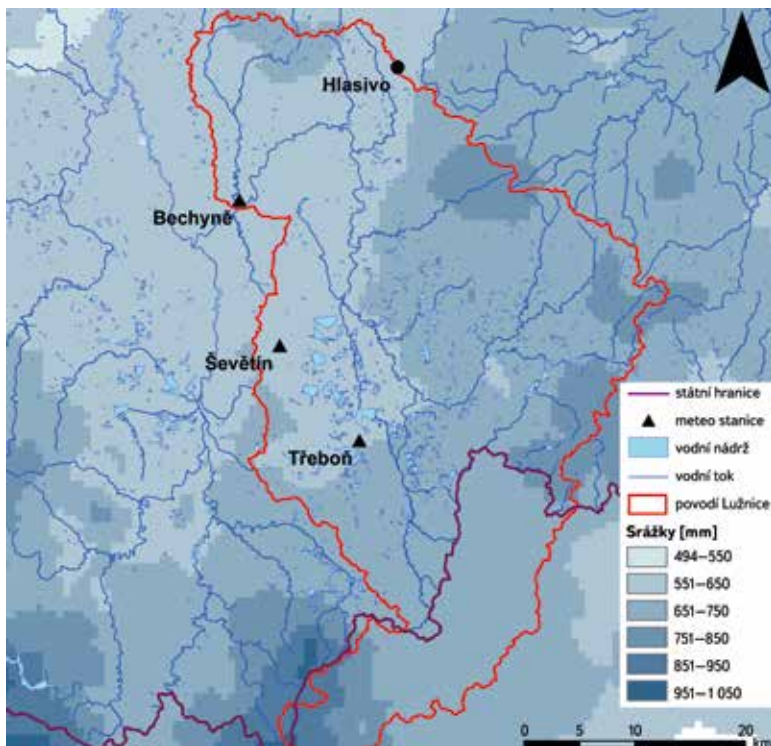 Hlasivo
Bechyně
Ševětín
Třeboň
státní hranice
meteo stanice
vodní nádrž
vodní tok
povodí Lužnice
Srážky [mm]
494–550
551–650
651–750
751–850
851–950
951–1 050
0 5 10 20
km